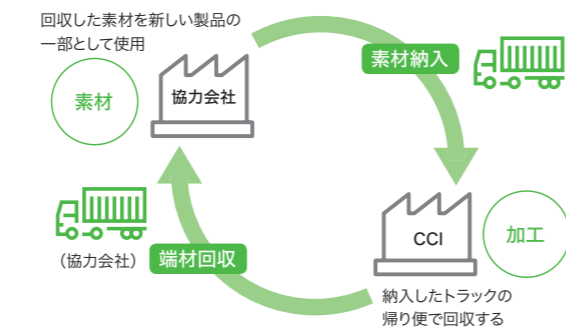 回収した素材を新しい製品の
一部として使用
素材
協力会社
素材納入
CCI
加工
納入したトラックの
帰り便で回収する
端材回収
（協力会社）